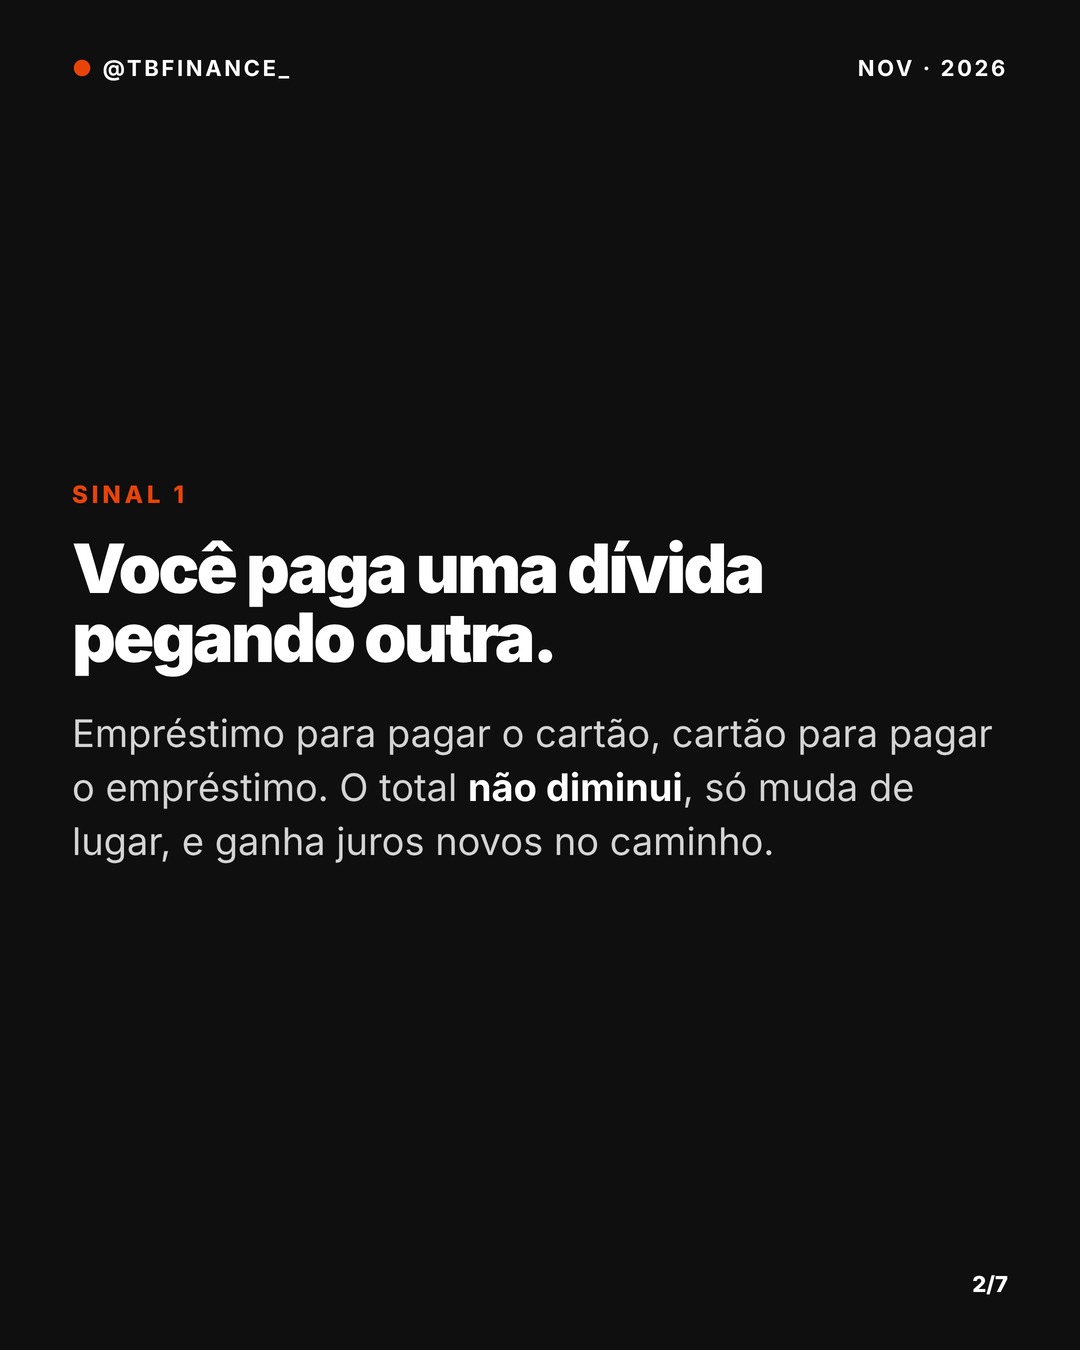 @TBFINANCE_
NOV · 2026
SINAL 1
Você paga uma dívida
pegando outra.
Empréstimo para pagar o cartão, cartão para pagar
o empréstimo. O total não diminui, só muda de
lugar, e ganha juros novos no caminho.
2/7